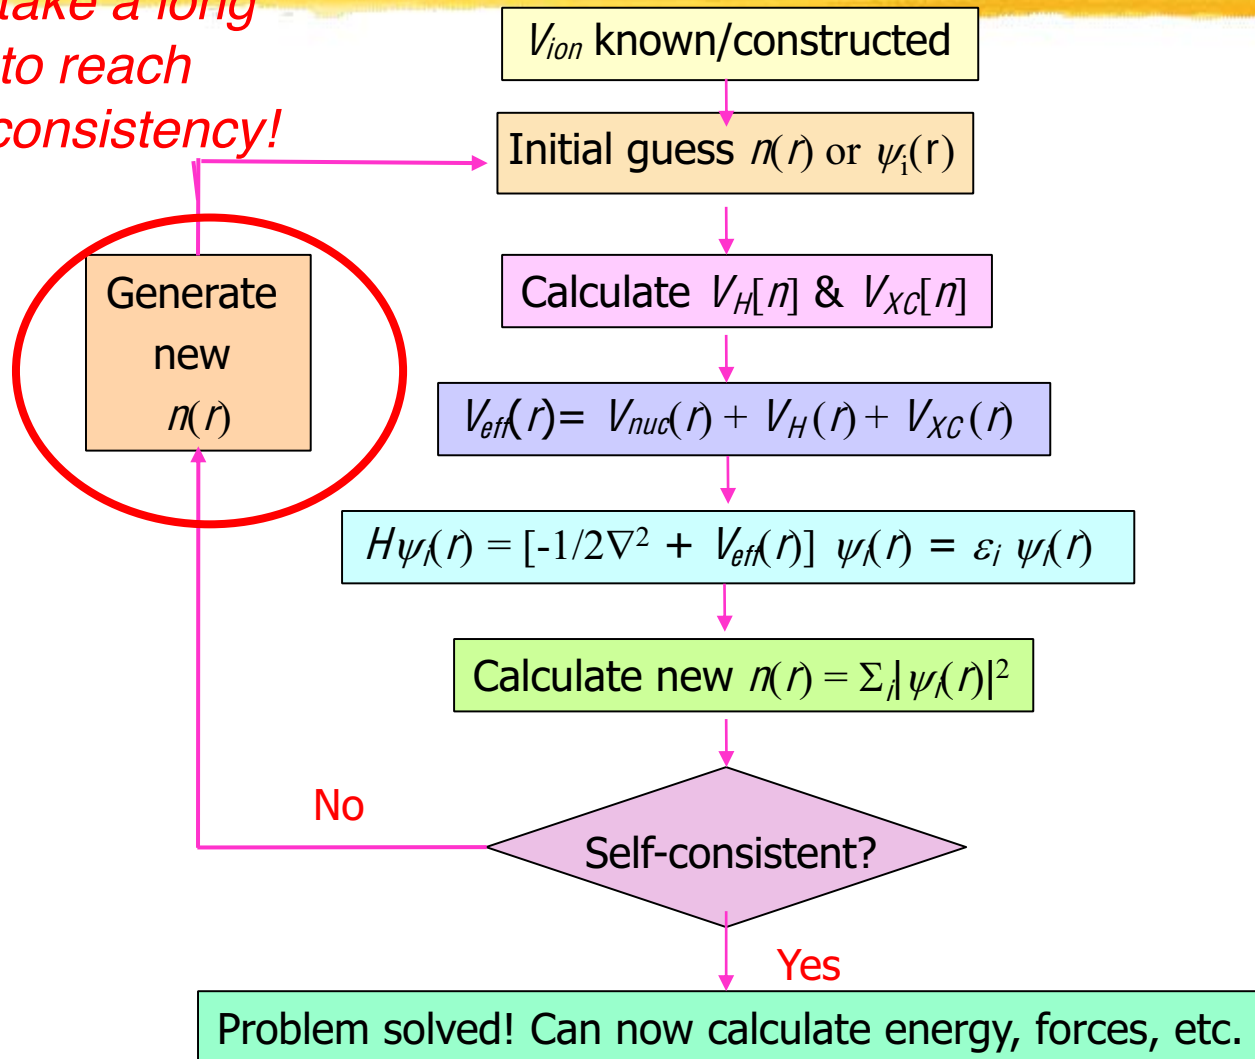 take a long
to reach
consistency!
V_ion known/constructed
Initial guess n(r) or ψ_i(r)
Calculate V_H[n] & V_XC[n]
V_eff(r)= V_nuc(r) + V_H(r) + V_XC(r)
Hψ_i(r) = [-1/2∇² + V_eff(r)] ψ_i(r) = ε_i ψ_i(r)
Calculate new n(r) = Σ_i|ψ_i(r)|²
Self-consistent?
No
Generate
new
n(r)
Yes
Problem solved! Can now calculate energy, forces, etc.